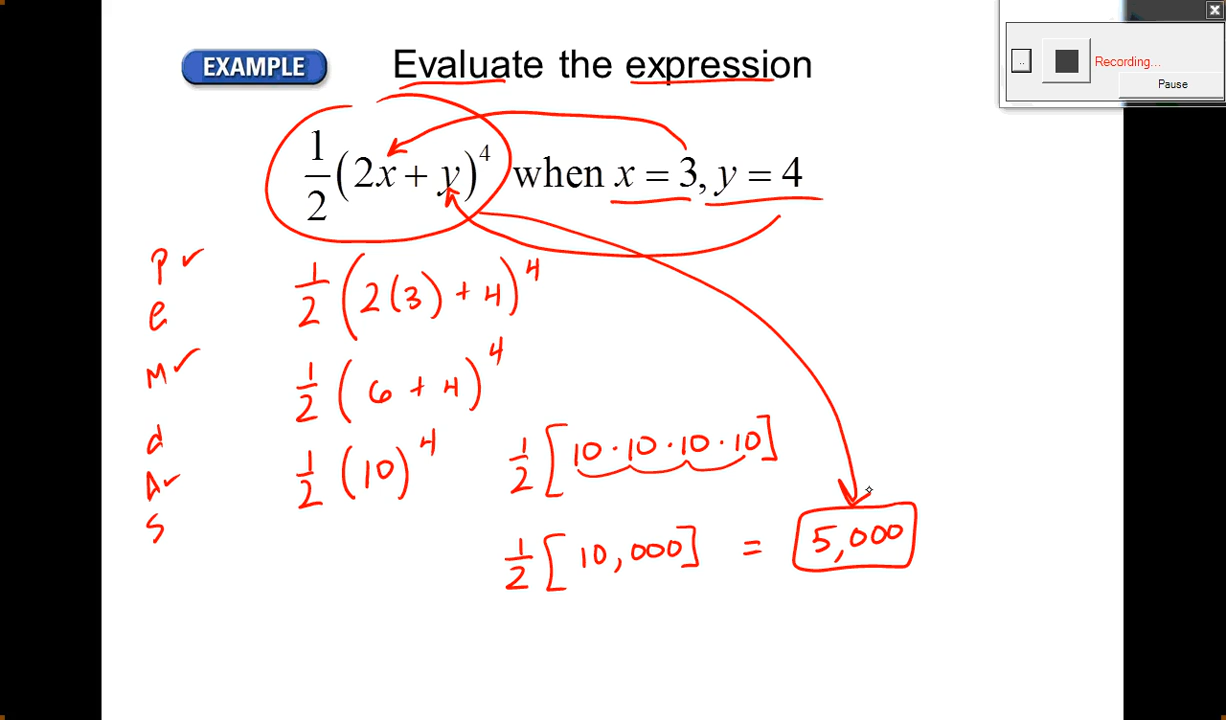 EXAMPLE Evaluate the expression
Recording...
Pause
1/2 (2x + y)^4 when x = 3, y = 4
P ✓
1/2 (2(3) + 4)^4
e
M ✓
1/2 (6 + 4)^4
d
1/2 (10)^4
1/2 [10 · 10 · 10 · 10]
A ✓
S
1/2 [10,000] = 5,000